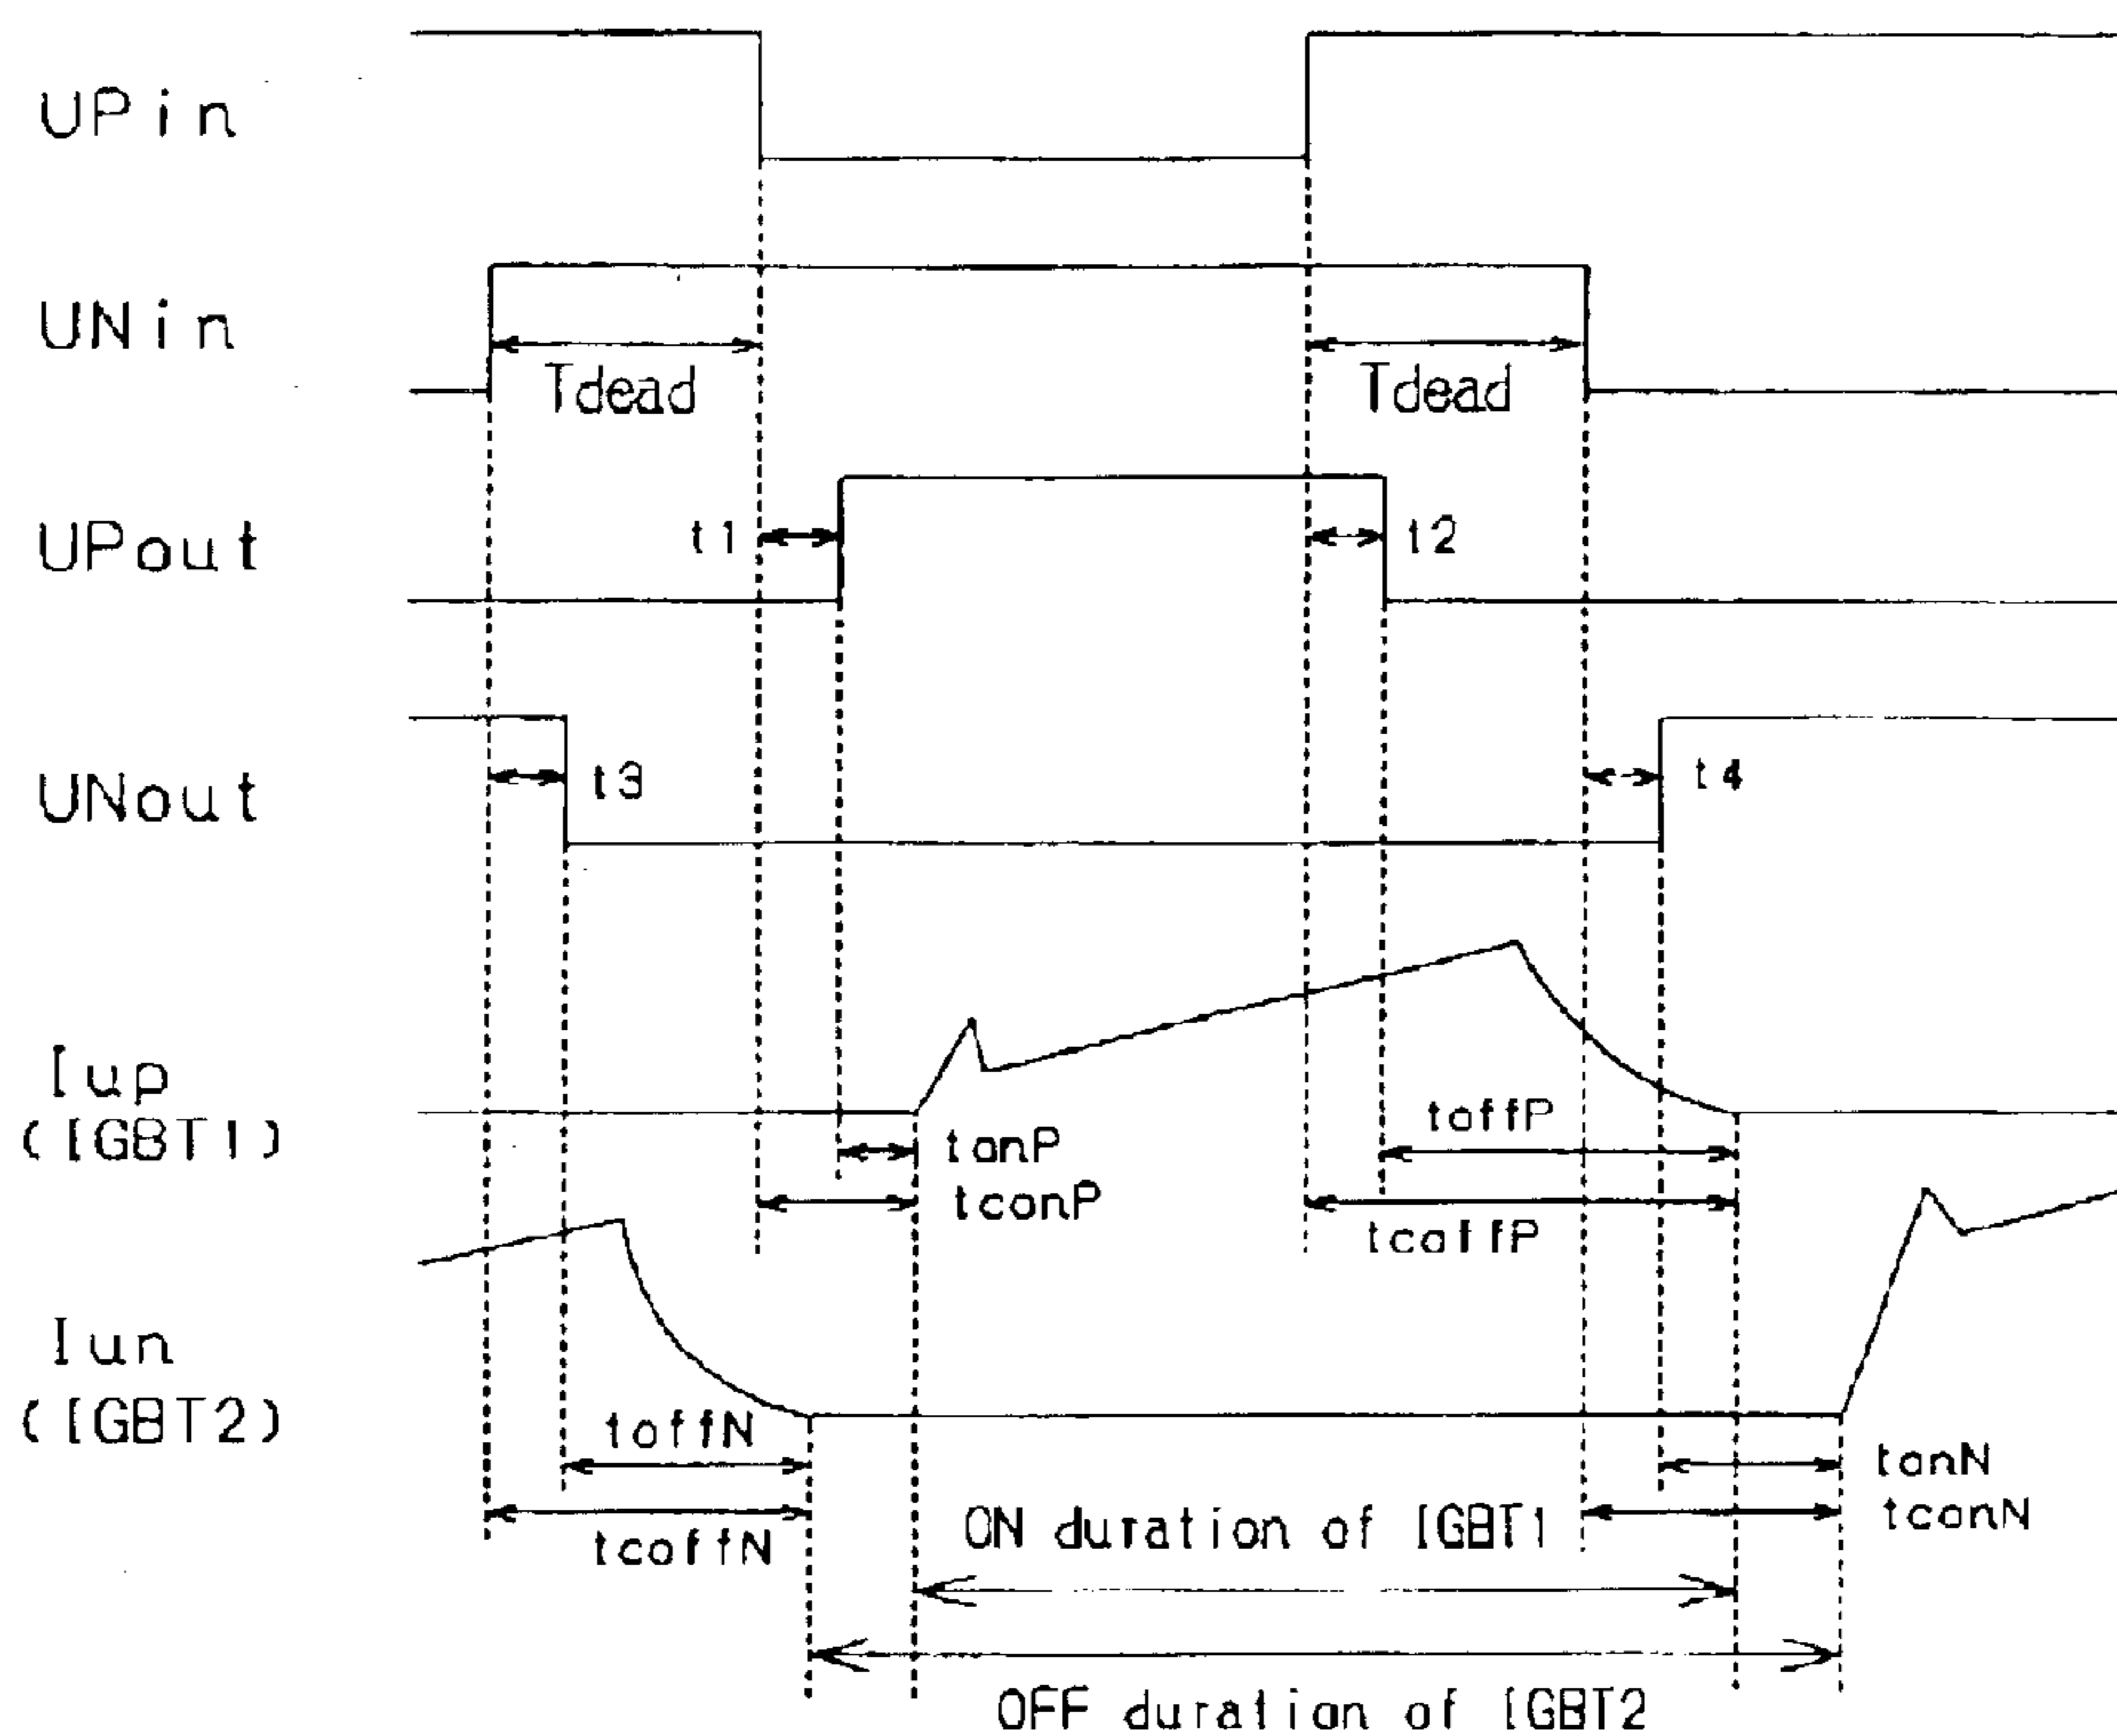 UPin
UNin
Tdead
Tdead
UPout
t1
t2
UNout
t3
t4
Iup
(IGBT1)
tonP
tconP
toffP
tcoffP
Iun
(IGBT2)
toffN
tcoffN
tonN
tconN
ON duration of IGBT1
OFF duration of IGBT2